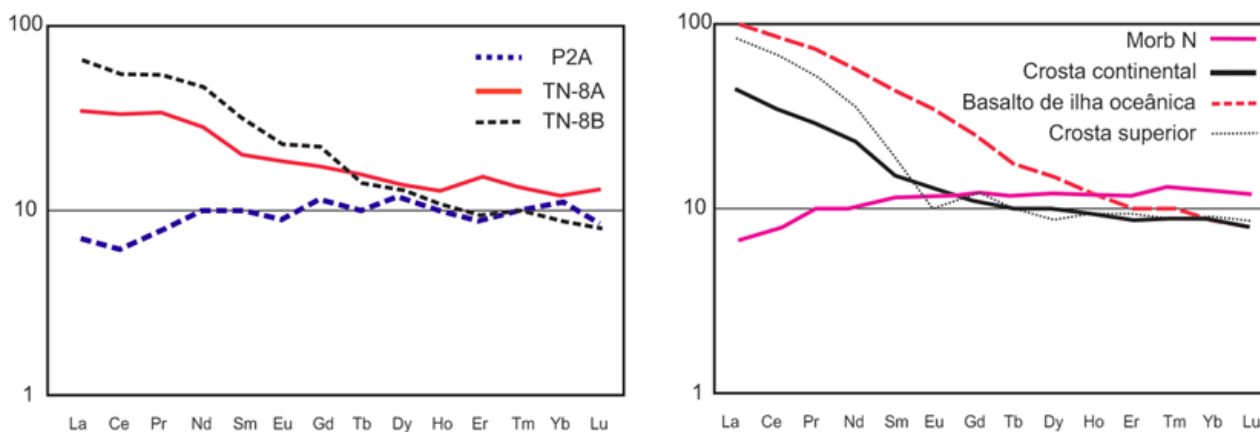 100
10
1
P2A
TN-8A
TN-8B
La Ce Pr Nd Sm Eu Gd Tb Dy Ho Er Tm Yb Lu
100
10
1
Morb N
Crosta continental
Basalto de ilha oceânica
Crosta superior
La Ce Pr Nd Sm Eu Gd Tb Dy Ho Er Tm Yb Lu